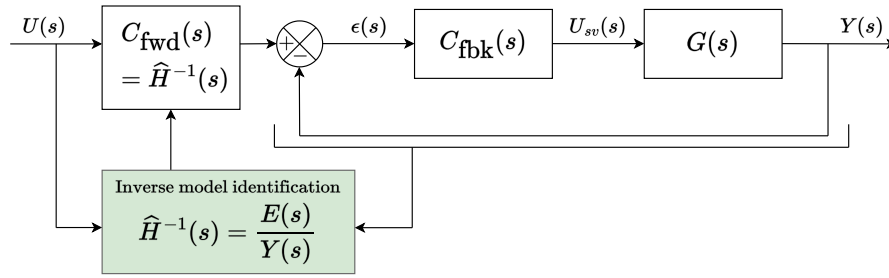 U(s)
C_fwd(s)
= Ĥ⁻¹(s)
+
−
ϵ(s)
C_fbk(s)
U_sv(s)
G(s)
Y(s)
Inverse model identification
Ĥ⁻¹(s) = E(s)/Y(s)